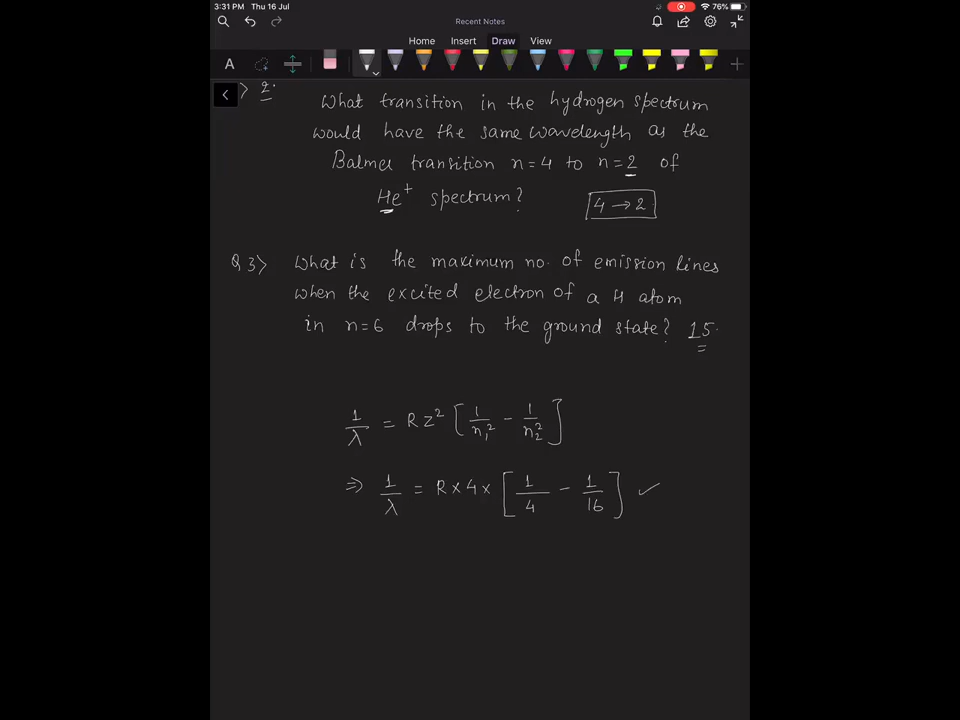 3:31 PM Thu 16 Jul
76%
Recent Notes
Home Insert Draw View
A
> 2.
What transition in the hydrogen spectrum
would have the same wavelength as the
Balmer transition n=4 to n=2 of
He⁺ spectrum? 4 → 2
Q3> What is the maximum no. of emission lines
when the excited electron of a H atom
in n=6 drops to the ground state? 15.
1/λ = RZ² [1/n₁² − 1/n₂²]
⇒ 1/λ = R×4×[1/4 − 1/16] ✓